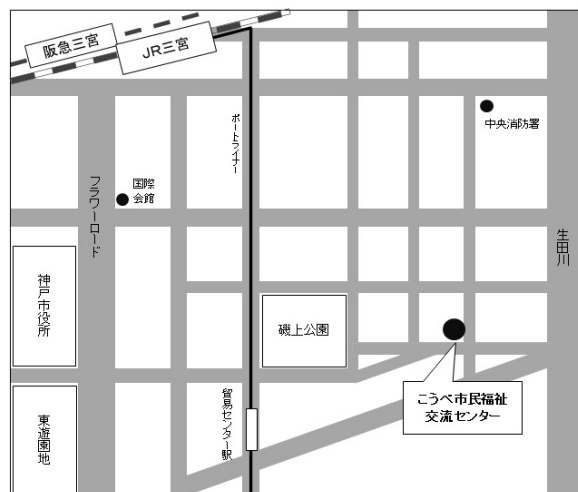 阪急三宮
JR三宮
ポートライナー
中央消防署
国際
会館
フラワーロード
生田川
神戸市役所
磯上公園
こうべ市民福祉
交流センター
貿易センター駅
東遊園地